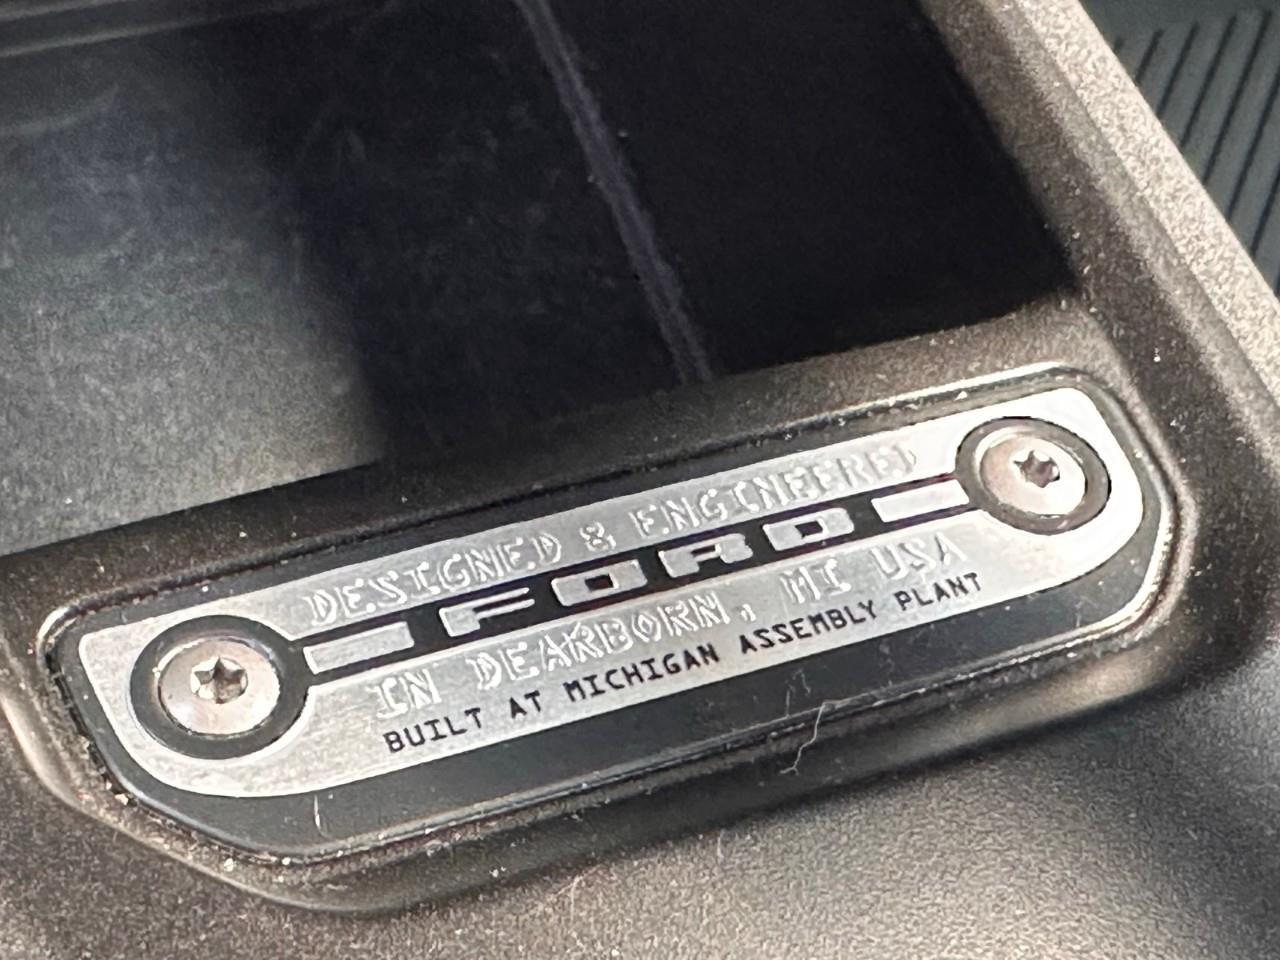 DESIGNED & ENGINEERED
FORD
IN DEARBORN, MI USA
BUILT AT MICHIGAN ASSEMBLY PLANT